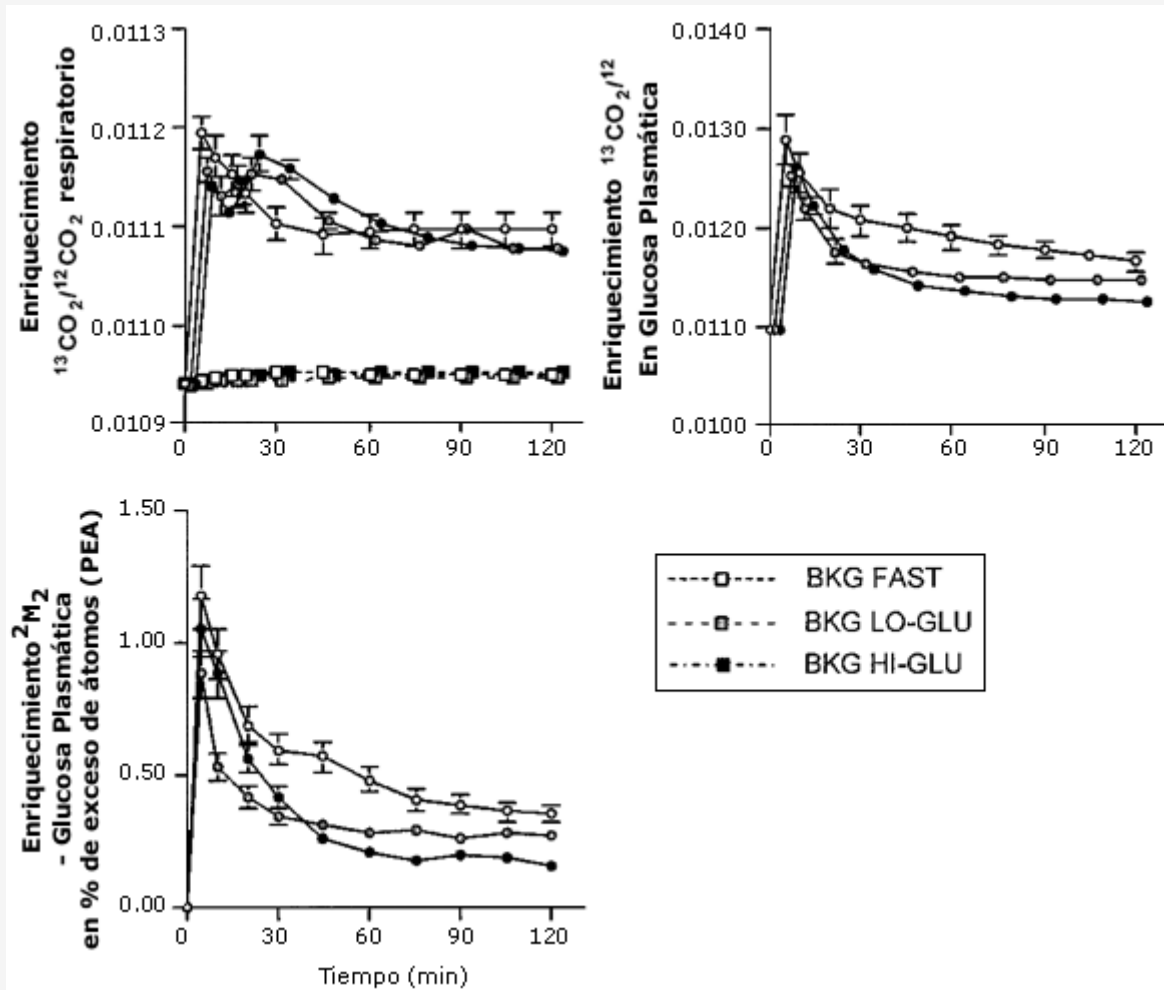 Enriquecimiento
¹³CO₂/¹²CO₂ respiratorio
0.0113
0.0112
0.0111
0.0110
0.0109
0 30 60 90 120
Enriquecimiento ¹³CO₂/¹²
En Glucosa Plasmática
0.0140
0.0130
0.0120
0.0110
0.0100
0 30 60 90 120
Enriquecimiento ²M₂
- Glucosa Plasmática
en % de exceso de átomos (PEA)
1.50
1.00
0.50
0.00
0 30 60 90 120
Tiempo (min)
BKG FAST
BKG LO-GLU
BKG HI-GLU